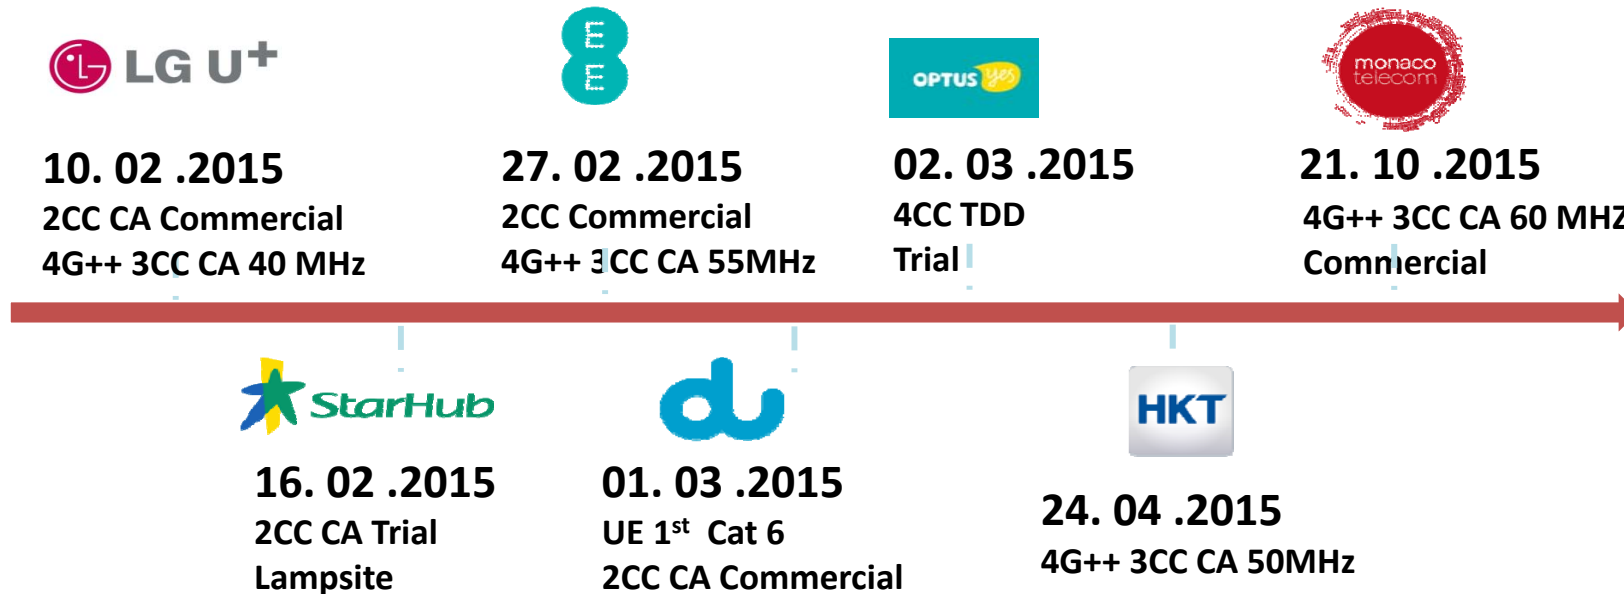 LG U+
10. 02 .2015
2CC CA Commercial
4G++ 3CC CA 40 MHz
EE
27. 02 .2015
2CC Commercial
4G++ 3CC CA 55MHz
OPTUS yes
02. 03 .2015
4CC TDD
Trial
monaco
telecom
21. 10 .2015
4G++ 3CC CA 60 MHZ
Commercial
StarHub
16. 02 .2015
2CC CA Trial
Lampsite
du
01. 03 .2015
UE 1st Cat 6
2CC CA Commercial
HKT
24. 04 .2015
4G++ 3CC CA 50MHz